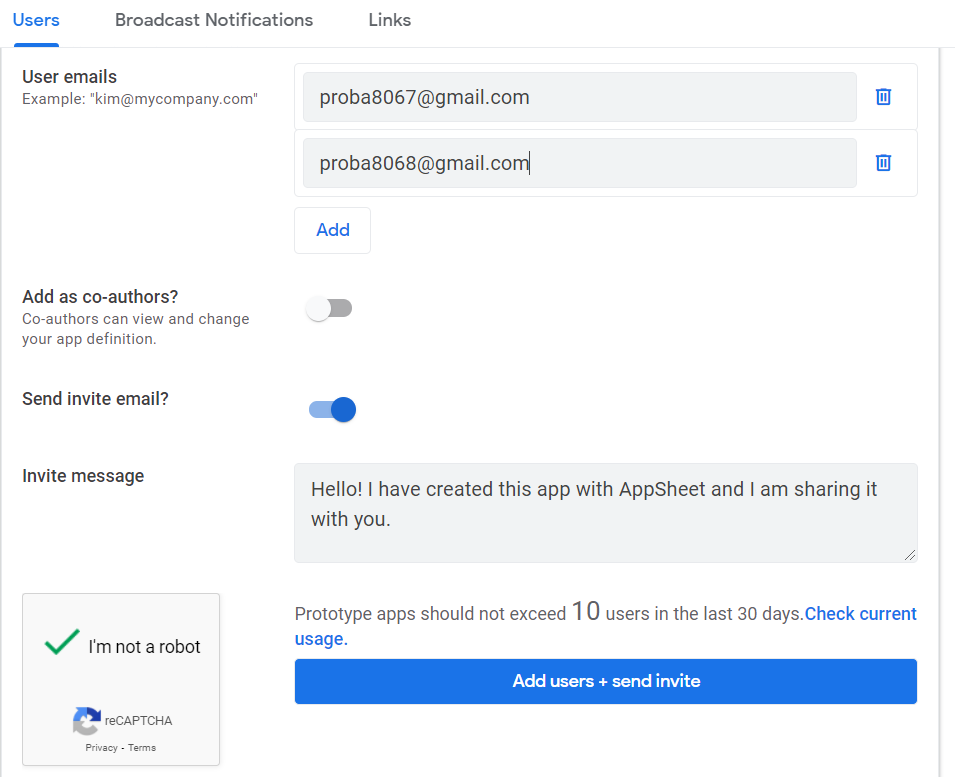 Users Broadcast Notifications Links
User emails
Example: "kim@mycompany.com"
proba8067@gmail.com
proba8068@gmail.com
Add
Add as co-authors?
Co-authors can view and change
your app definition.
Send invite email?
Invite message
Hello! I have created this app with AppSheet and I am sharing it
with you.
I'm not a robot
reCAPTCHA
Privacy - Terms
Prototype apps should not exceed 10 users in the last 30 days.Check current
usage.
Add users + send invite